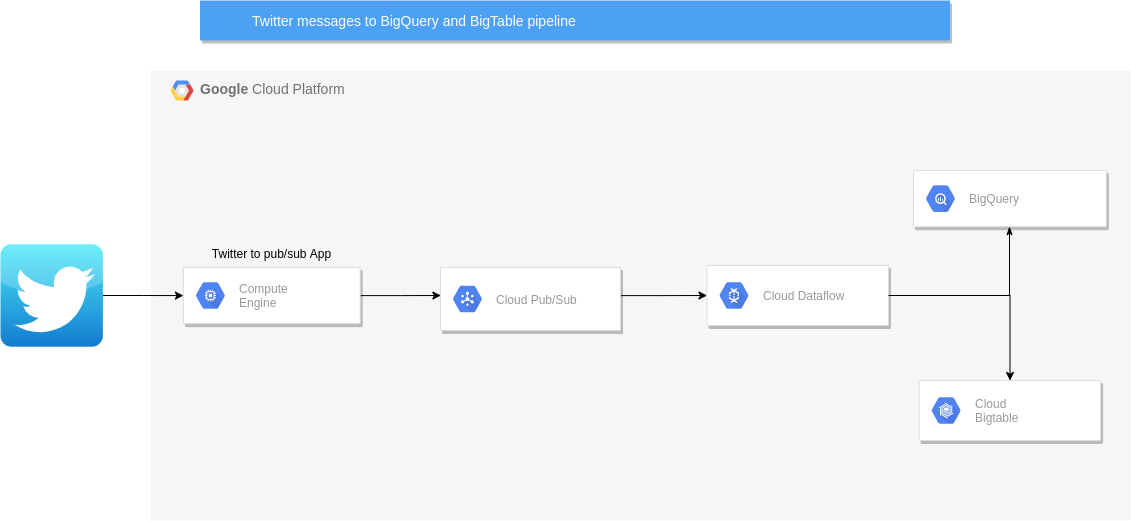 Twitter messages to BigQuery and BigTable pipeline
Google Cloud Platform
BigQuery
Twitter to pub/sub App
Compute
Engine
Cloud Pub/Sub
Cloud Dataflow
Cloud
Bigtable